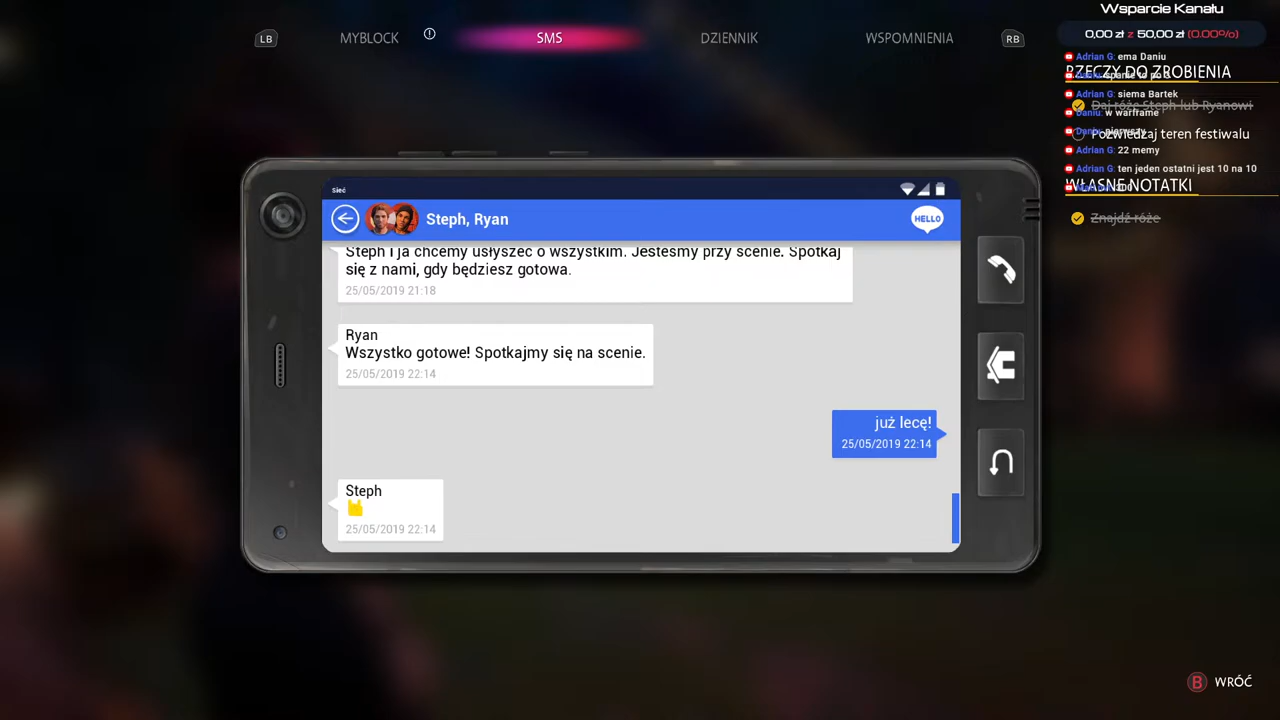 Wsparcie Kanału
0,00 zł z 50,00 zł (0.00%)
LB
MYBLOCK
SMS
DZIENNIK
WSPOMNIENIA
RB
Adrian G: ema Daniu
RZECZY DO ZROBIENIA
Adrian G: siema Bartek
Daj różę Steph lub Ryanowi
Daniu: w warframe
Pozwiedzaj teren festiwalu
Adrian G: 22 memy
Adrian G: ten jeden ostatni jest 10 na 10
WŁASNE NOTATKI
Znajdź różę
Sieć
Steph, Ryan
HELLO
Steph i ja chcemy usłyszeć o wszystkim. Jesteśmy przy scenie. Spotkaj
się z nami, gdy będziesz gotowa.
25/05/2019 21:18
Ryan
Wszystko gotowe! Spotkajmy się na scenie.
25/05/2019 22:14
już lecę!
25/05/2019 22:14
Steph
25/05/2019 22:14
B WRÓĆ